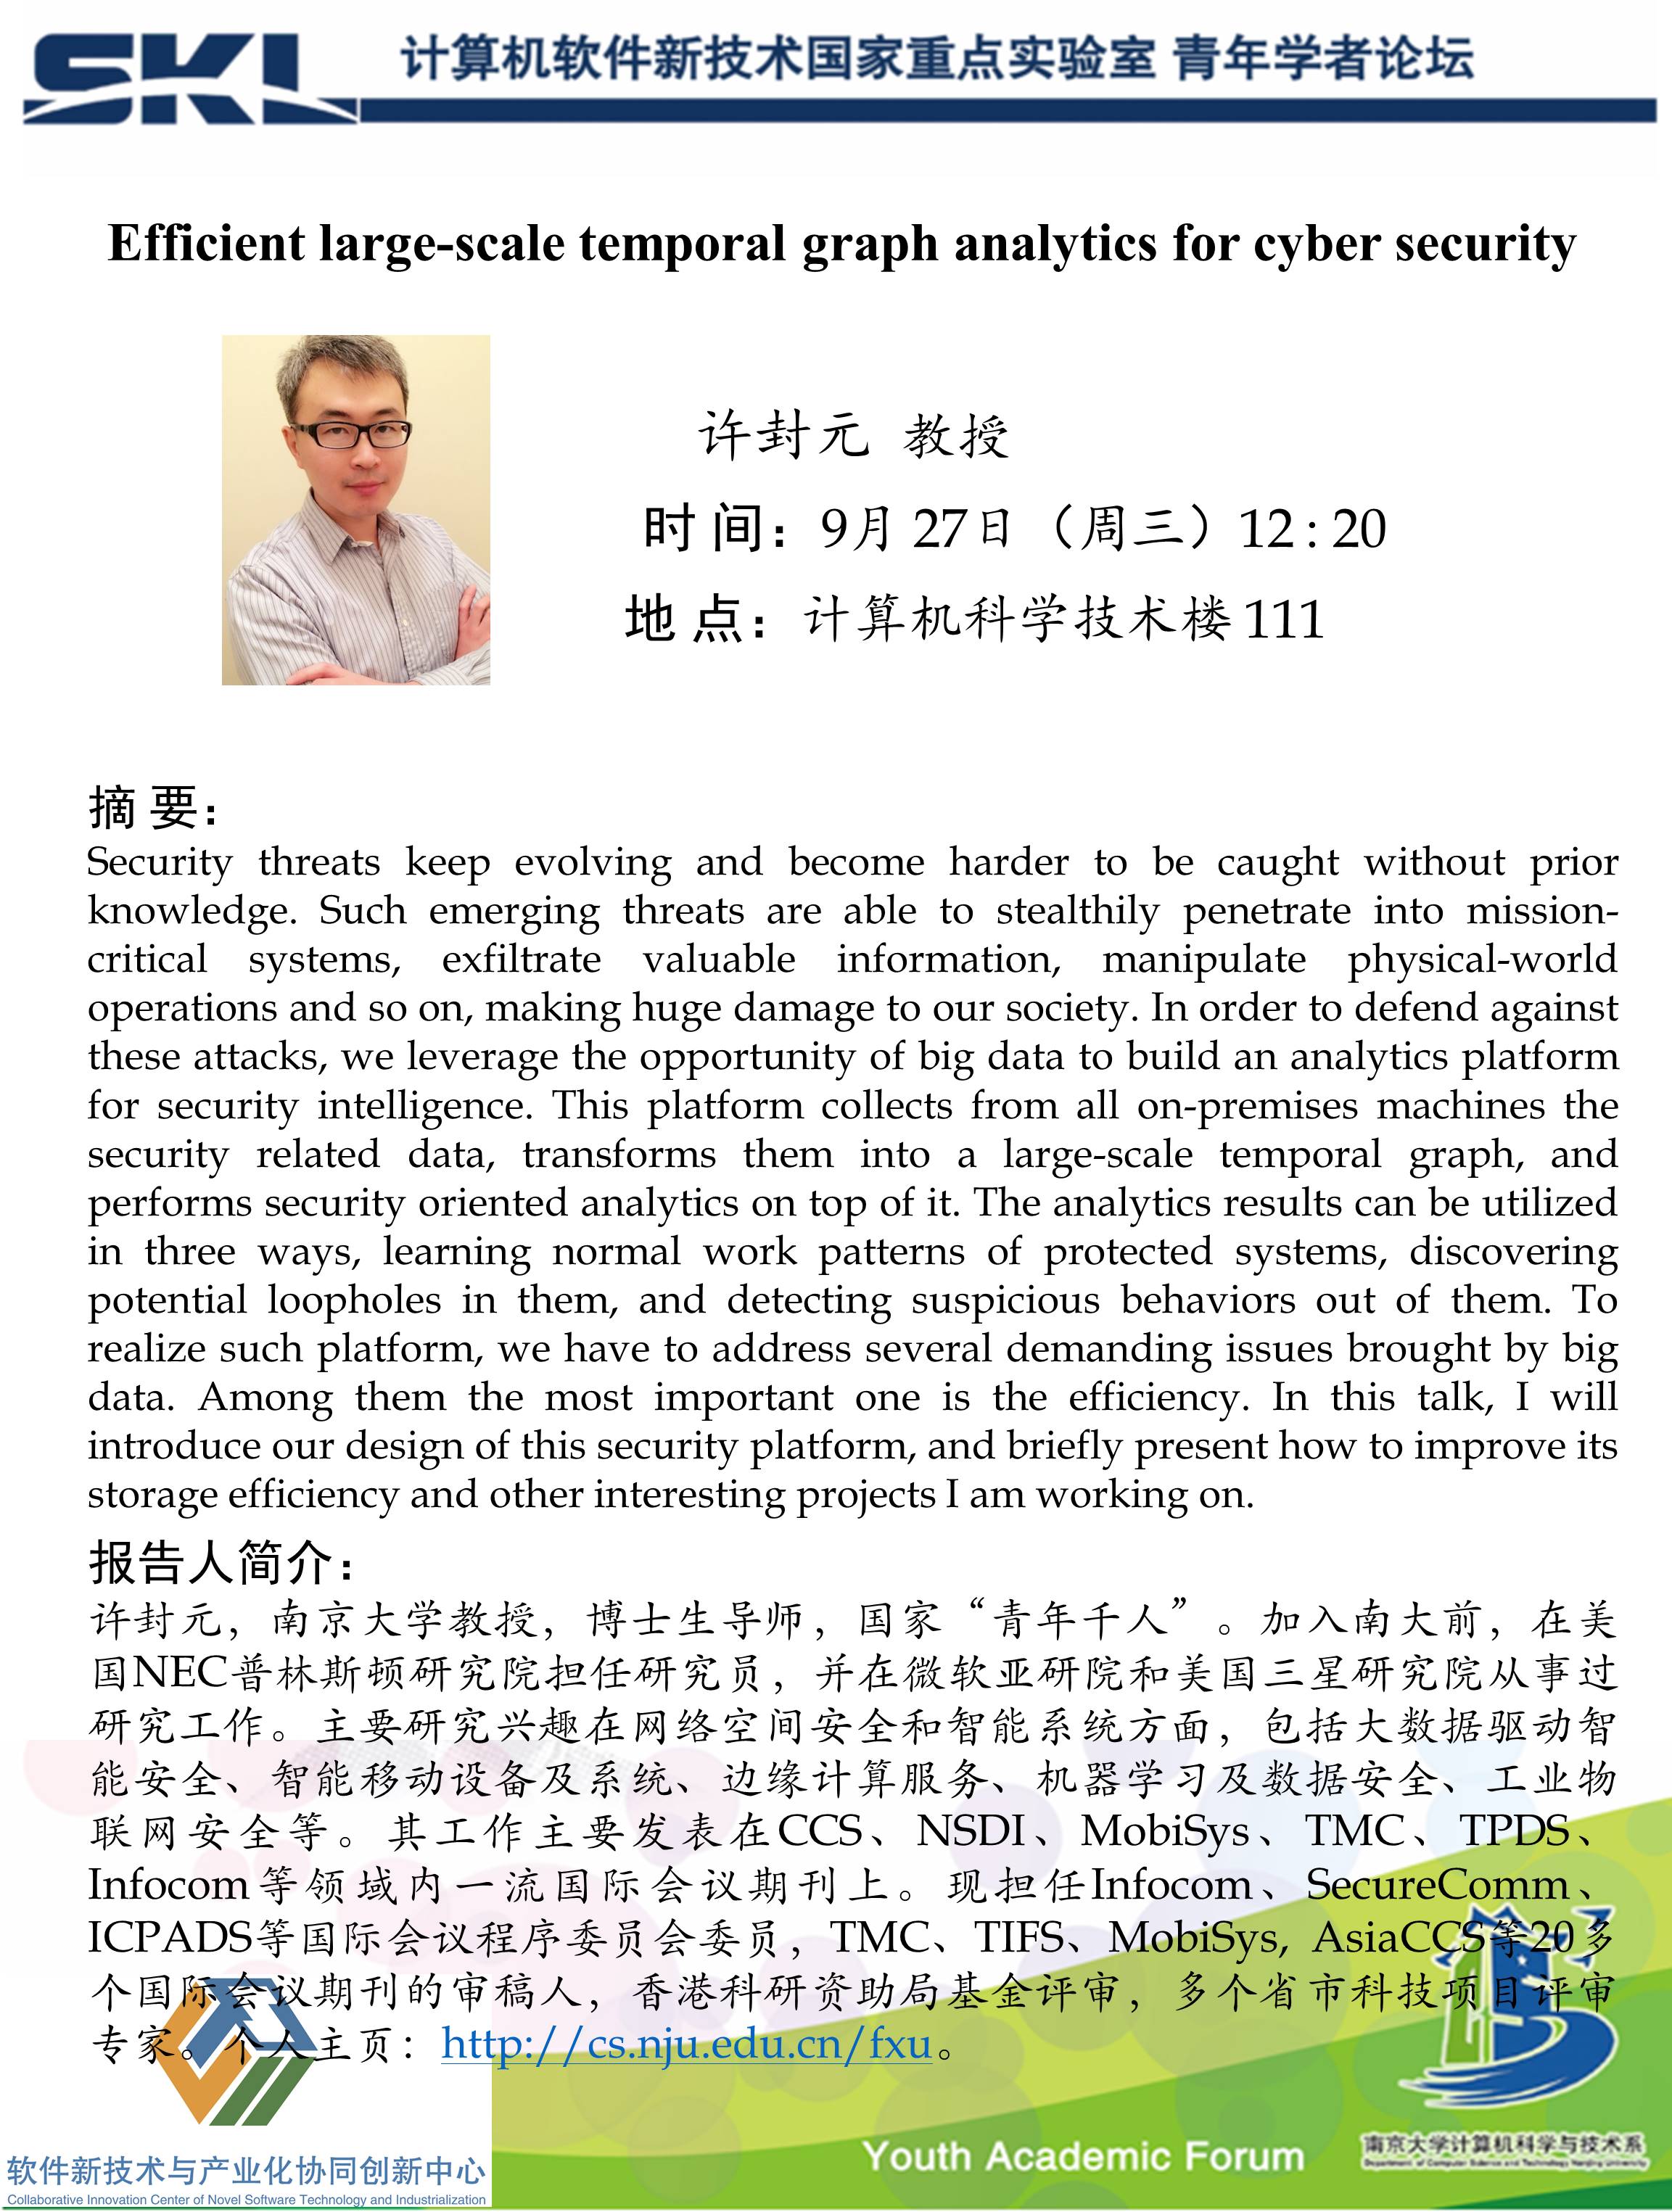 SKL 计算机软件新技术国家重点实验室 青年学者论坛
Efficient large-scale temporal graph analytics for cyber security
许封元 教授
时 间：9月 27日（周三）12 : 20
地 点：计算机科学技术楼 111
摘 要：
Security threats keep evolving and become harder to be caught without prior
knowledge. Such emerging threats are able to stealthily penetrate into mission-
critical systems, exfiltrate valuable information, manipulate physical-world
operations and so on, making huge damage to our society. In order to defend against
these attacks, we leverage the opportunity of big data to build an analytics platform
for security intelligence. This platform collects from all on-premises machines the
security related data, transforms them into a large-scale temporal graph, and
performs security oriented analytics on top of it. The analytics results can be utilized
in three ways, learning normal work patterns of protected systems, discovering
potential loopholes in them, and detecting suspicious behaviors out of them. To
realize such platform, we have to address several demanding issues brought by big
data. Among them the most important one is the efficiency. In this talk, I will
introduce our design of this security platform, and briefly present how to improve its
storage efficiency and other interesting projects I am working on.
报告人简介：
许封元，南京大学教授，博士生导师，国家“青年千人”。加入南大前，在美
国NEC普林斯顿研究院担任研究员，并在微软亚研院和美国三星研究院从事过
研究工作。主要研究兴趣在网络空间安全和智能系统方面，包括大数据驱动智
能安全、智能移动设备及系统、边缘计算服务、机器学习及数据安全、工业物
联网安全等。其工作主要发表在CCS、NSDI、MobiSys、TMC、TPDS、
Infocom等领域内一流国际会议期刊上。现担任Infocom、SecureComm、
ICPADS等国际会议程序委员会委员，TMC、TIFS、MobiSys, AsiaCCS等20多
个国际会议期刊的审稿人，香港科研资助局基金评审，多个省市科技项目评审
专家。个人主页：http://cs.nju.edu.cn/fxu。
软件新技术与产业化协同创新中心
Collaborative Innovation Center of Novel Software Technology and Industrialization
Youth Academic Forum
南京大学计算机科学与技术系
Department of Computer Science and Technology Nanjing University